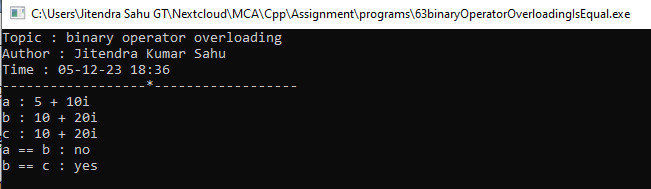 C:\Users\Jitendra Sahu GT\Nextcloud\MCA\Cpp\Assignment\programs\63binaryOperatorOverloadingIsEqual.exe
Topic : binary operator overloading
Author : Jitendra Kumar Sahu
Time : 05-12-23 18:36
------------------*------------------
a : 5 + 10i
b : 10 + 20i
c : 10 + 20i
a == b : no
b == c : yes